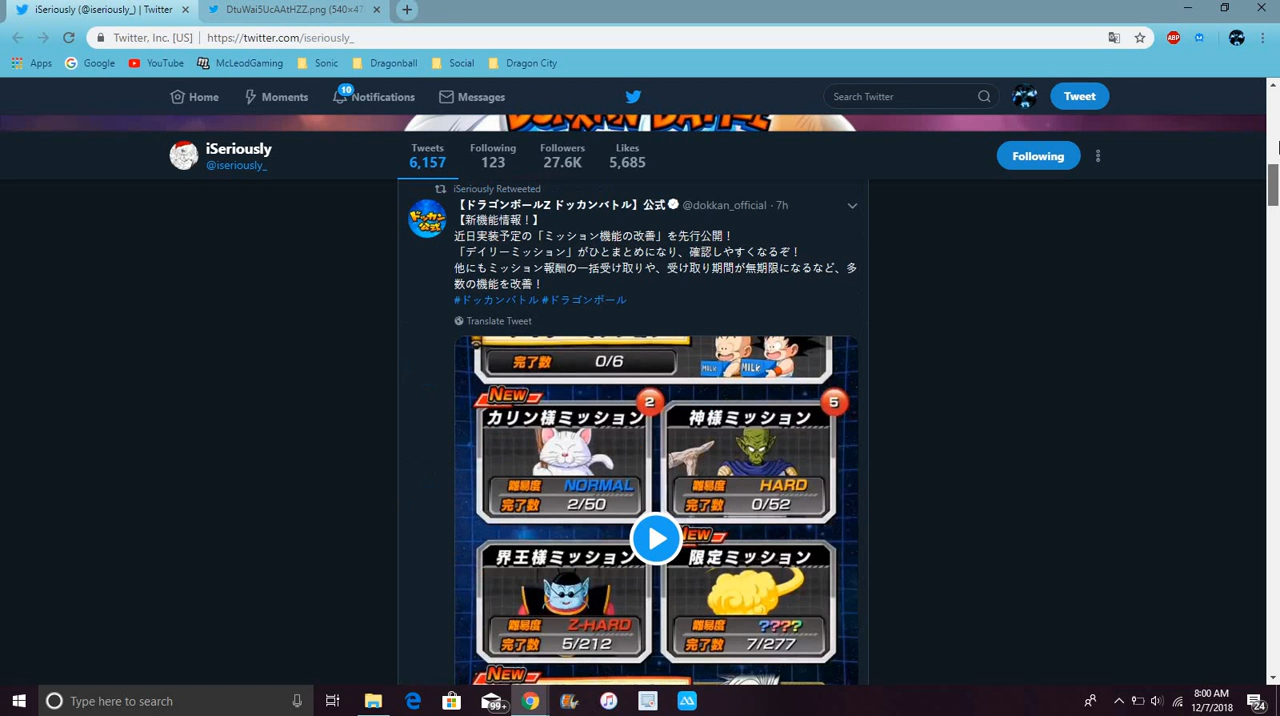 iSeriously (@iseriously_) | Twitter
DtuWai5UcAAtHZZ.png (540×47
Twitter, Inc. [US] | https://twitter.com/iseriously_
ABP
Apps
Google
YouTube
McLeodGaming
Sonic
Dragonball
Social
Dragon City
Home
Moments
10
Notifications
Messages
Search Twitter
Tweet
DOKKAN BATTLE
iSeriously
@iseriously_
Tweets
6,157
Following
123
Followers
27.6K
Likes
5,685
Following
iSeriously Retweeted
【ドラゴンボールZ ドッカンバトル】公式 @dokkan_official · 7h
【新機能情報！】
近日実装予定の「ミッション機能の改善」を先行公開！
「デイリーミッション」がひとまとめになり、確認しやすくなるぞ！
他にもミッション報酬の一括受け取りや、受け取り期間が無期限になるなど、多
数の機能を改善！
#ドッカンバトル #ドラゴンボール
Translate Tweet
ドッカン
公式
完了数 0/6
MILK
MILK
New
2
カリン様ミッション
難易度 NORMAL
完了数 2/50
5
神様ミッション
難易度 HARD
完了数 0/52
界王様ミッション
難易度 Z-HARD
完了数 5/212
New
限定ミッション
難易度 ????
完了数 7/277
New
Type here to search
99+
8:00 AM
12/7/2018
24